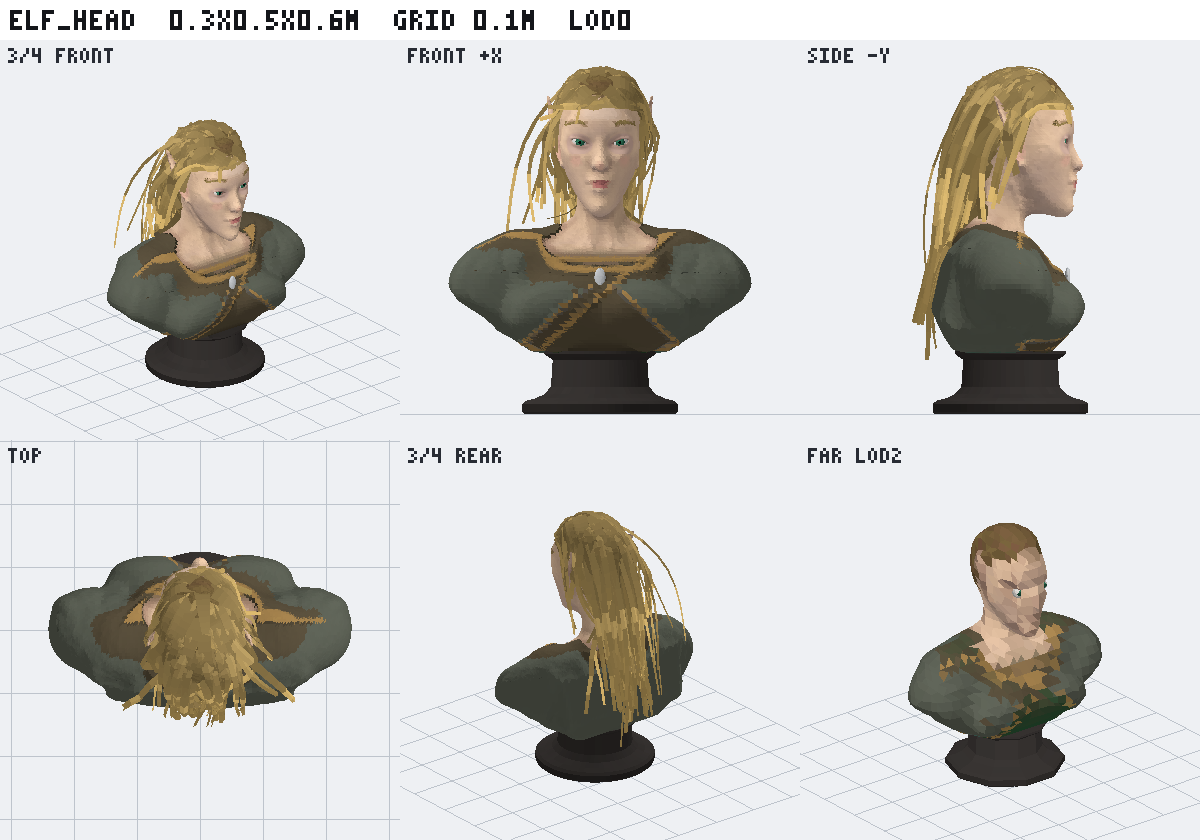 ELF_HEAD 0.3X0.5X0.6M GRID 0.1M LOD0
3/4 FRONT
FRONT +X
SIDE -Y
TOP
3/4 REAR
FAR LOD2